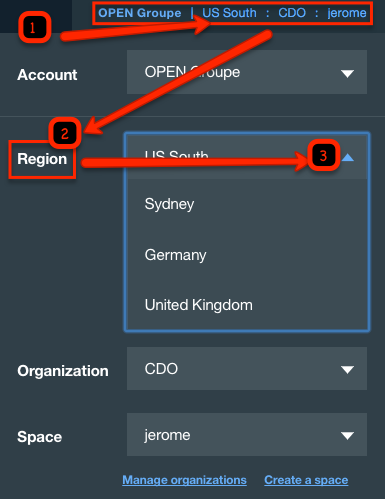 1 OPEN Groupe | US South : CDO : jerome
Account OPEN Groupe
2
Region US South 3
Sydney
Germany
United Kingdom
Organization CDO
Space jerome
Manage organizations Create a space